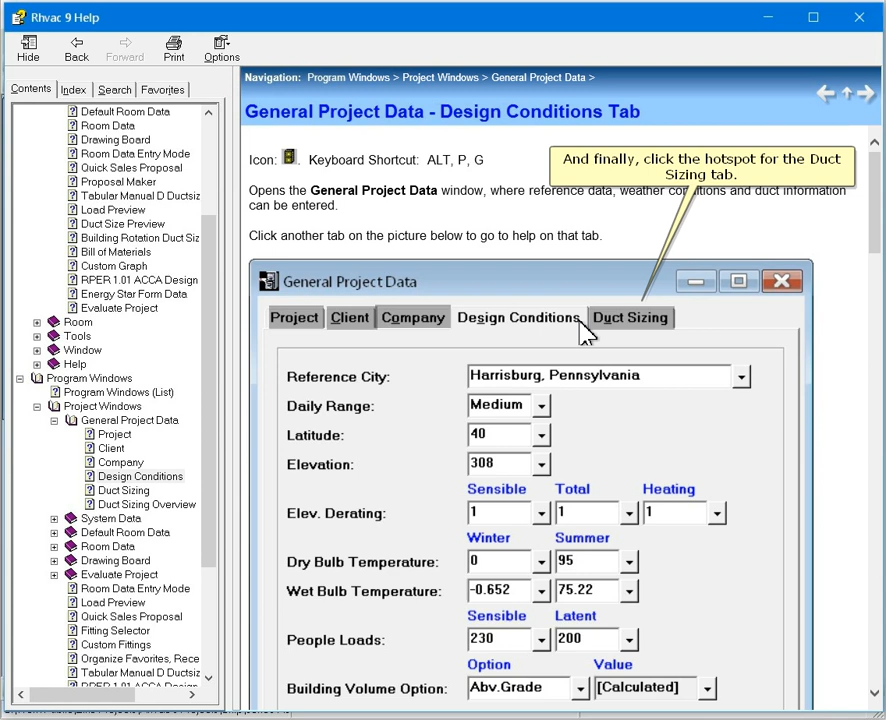 Rhvac 9 Help
Hide Back Forward Print Options
Contents Index Search Favorites
Default Room Data
Room Data
Drawing Board
Room Data Entry Mode
Quick Sales Proposal
Proposal Maker
Tabular Manual D Ductsiz
Load Preview
Duct Size Preview
Building Rotation Duct Siz
Bill of Materials
Custom Graph
RPER 1.01 ACCA Design
Energy Star Form Data
Evaluate Project
Room
Tools
Window
Help
Program Windows
Program Windows (List)
Project Windows
General Project Data
Project
Client
Company
Design Conditions
Duct Sizing
Duct Sizing Overview
System Data
Default Room Data
Room Data
Drawing Board
Evaluate Project
Room Data Entry Mode
Load Preview
Quick Sales Proposal
Fitting Selector
Custom Fittings
Organize Favorites, Rece
Tabular Manual D Ductsiz
RPER 1.01 ACCA Design
Navigation: Program Windows > Project Windows > General Project Data >
General Project Data - Design Conditions Tab
Icon: . Keyboard Shortcut: ALT, P, G
And finally, click the hotspot for the Duct
Sizing tab.
Opens the General Project Data window, where reference data, weather conditions and duct information
can be entered.
Click another tab on the picture below to go to help on that tab.
General Project Data
Project Client Company Design Conditions Duct Sizing
Reference City: Harrisburg, Pennsylvania
Daily Range: Medium
Latitude: 40
Elevation: 308
Sensible Total Heating
Elev. Derating: 1 1 1
Winter Summer
Dry Bulb Temperature: 0 95
Wet Bulb Temperature: -0.652 75.22
Sensible Latent
People Loads: 230 200
Option Value
Building Volume Option: Abv.Grade [Calculated]